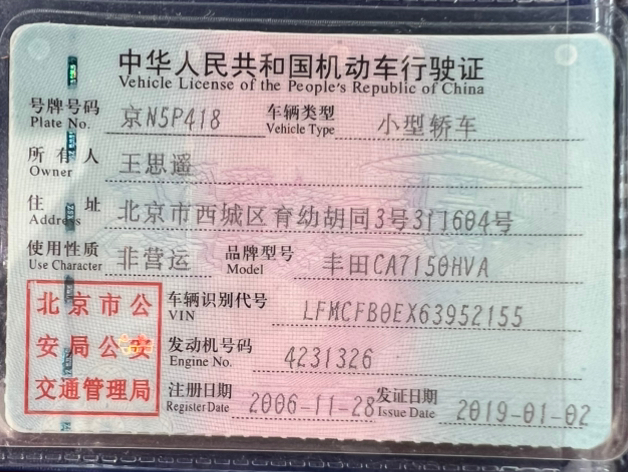 中华人民共和国机动车行驶证
Vehicle License of the People's Republic of China
号牌号码 京N5P418 车辆类型 小型轿车
Plate No. Vehicle Type
所有人 王思遥
Owner
住址 北京市西城区育幼胡同3号3门604号
Address
使用性质 非营运 品牌型号 丰田CA7150HVA
Use Character Model
北京市公安局公安交通管理局
车辆识别代号 LFMCFB0EX63952155
VIN
发动机号码 4231326
Engine No.
注册日期 2006-11-28 发证日期 2019-01-02
Register Date Issue Date